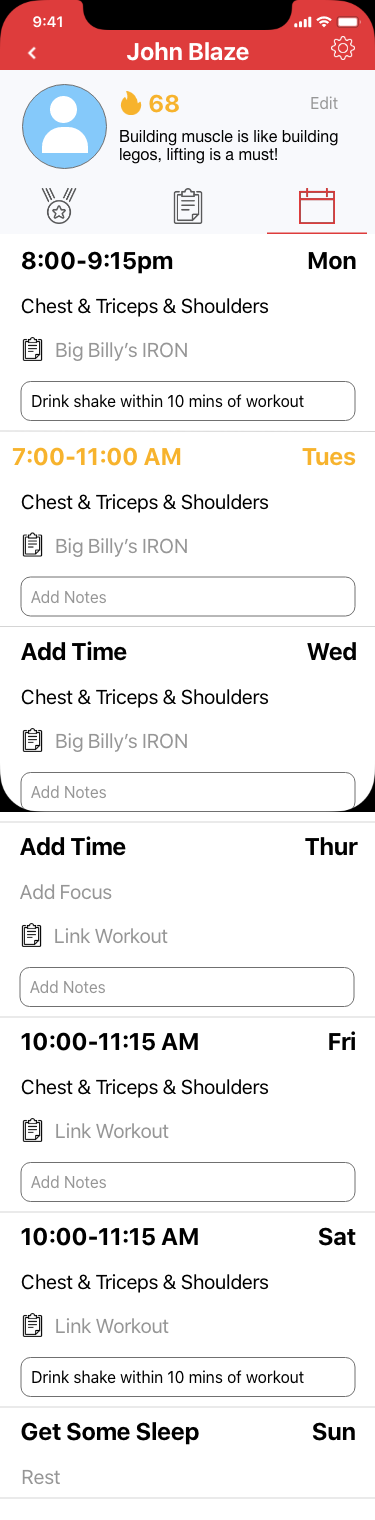 9:41
John Blaze
68
Edit
Building muscle is like building
legos, lifting is a must!
8:00-9:15pm Mon
Chest & Triceps & Shoulders
Big Billy’s IRON
Drink shake within 10 mins of workout
7:00-11:00 AM Tues
Chest & Triceps & Shoulders
Big Billy’s IRON
Add Notes
Add Time Wed
Chest & Triceps & Shoulders
Big Billy’s IRON
Add Notes
Add Time Thur
Add Focus
Link Workout
Add Notes
10:00-11:15 AM Fri
Chest & Triceps & Shoulders
Link Workout
Add Notes
10:00-11:15 AM Sat
Chest & Triceps & Shoulders
Link Workout
Drink shake within 10 mins of workout
Get Some Sleep Sun
Rest